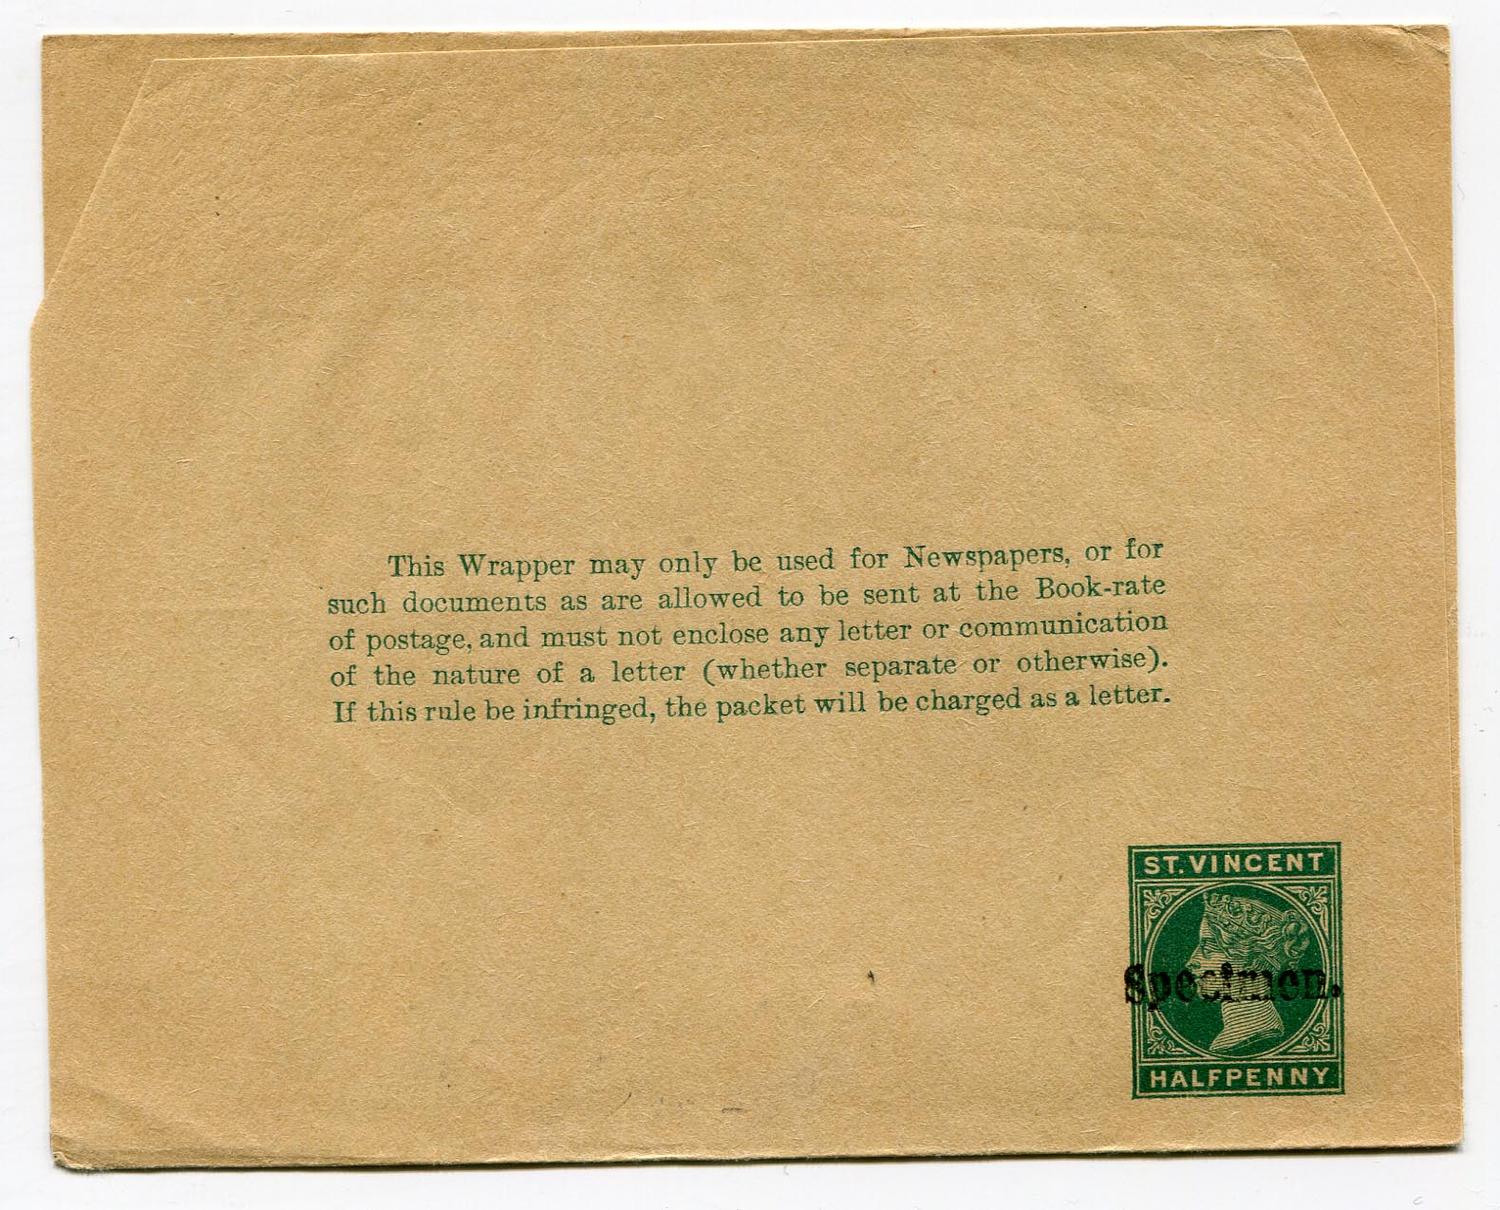 This Wrapper may only be used for Newspapers, or for
such documents as are allowed to be sent at the Book-rate
of postage, and must not enclose any letter or communication
of the nature of a letter (whether separate or otherwise).
If this rule be infringed, the packet will be charged as a letter.
ST. VINCENT
Specimen.
HALFPENNY